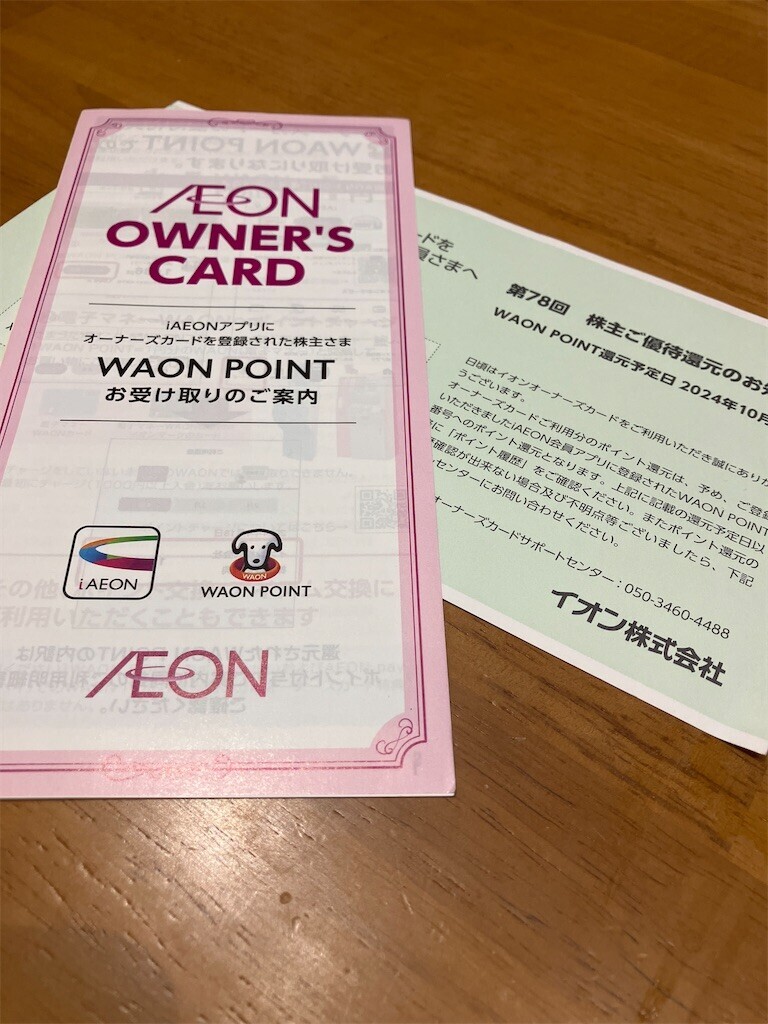 ÆON
OWNER'S
CARD
iAEONアプリに
オーナーズカードを登録された株主さま
WAON POINT
お受け取りのご案内
iAEON
WAON
WAON POINT
ÆON
ードを
員さまへ
第78回 株主ご優待還元のお知
WAON POINT還元予定日 2024年10月
日頃はイオンオーナーズカードをご利用いただき誠にありが
うございます。
オーナーズカードご利用分のポイント還元は、予め、ご登録
いただきましたiAEON会員アプリに登録されたWAON POINT
番号へのポイント還元となります。上記に記載の還元予定日以
に「ポイント履歴」をご確認ください。またポイント還元の
確認が出来ない場合及び不明点等ございましたら、下記
センターにお問い合わせください。
オーナーズカードサポートセンター：050-3460-4488
イオン株式会社